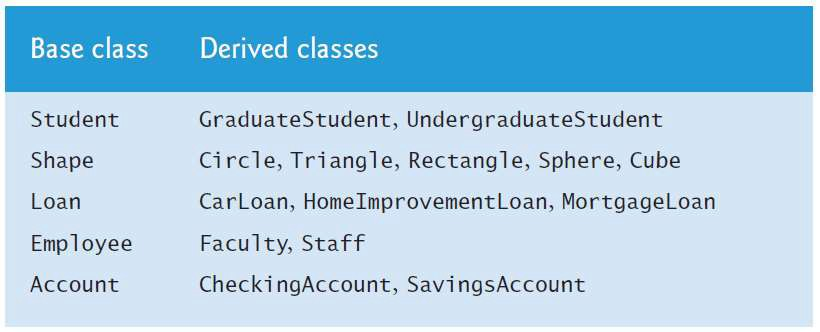 Base class Derived classes
Student GraduateStudent, UndergraduateStudent
Shape Circle, Triangle, Rectangle, Sphere, Cube
Loan CarLoan, HomeImprovementLoan, MortgageLoan
Employee Faculty, Staff
Account CheckingAccount, SavingsAccount